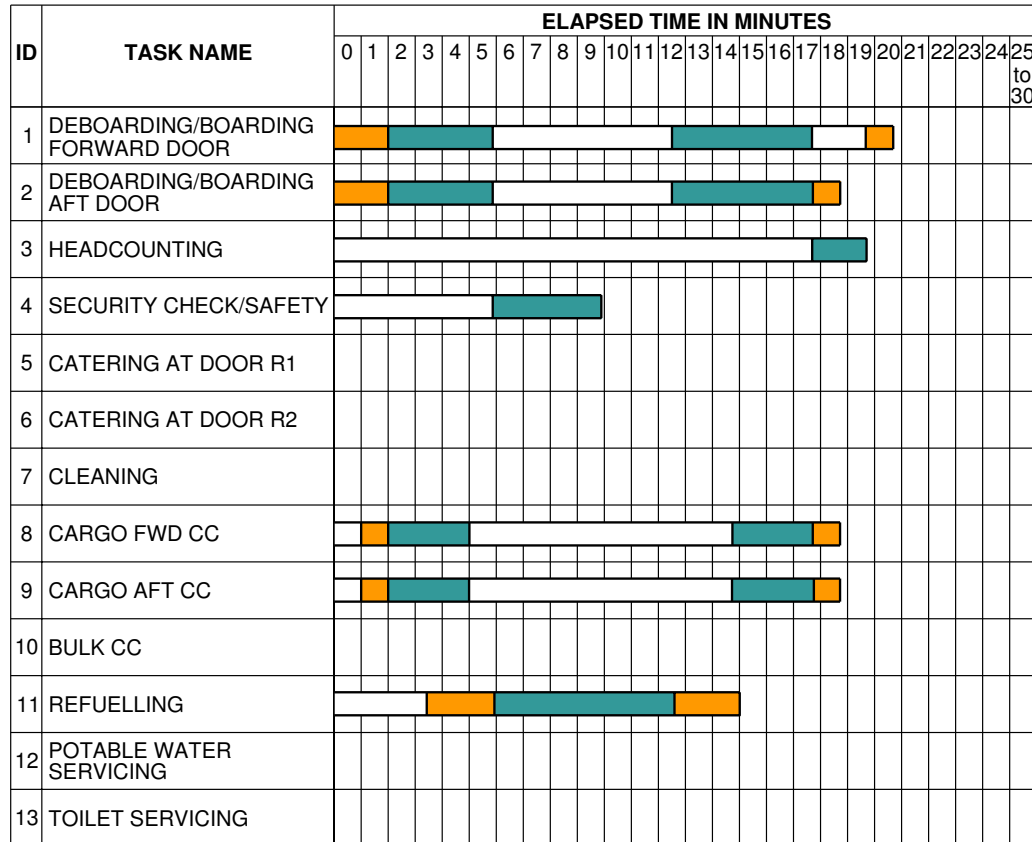 ELAPSED TIME IN MINUTES
ID TASK NAME 0 1 2 3 4 5 6 7 8 9 10 11 12 13 14 15 16 17 18 19 20 21 22 23 24 25
to
30
1 DEBOARDING/BOARDING
FORWARD DOOR
2 DEBOARDING/BOARDING
AFT DOOR
3 HEADCOUNTING
4 SECURITY CHECK/SAFETY
5 CATERING AT DOOR R1
6 CATERING AT DOOR R2
7 CLEANING
8 CARGO FWD CC
9 CARGO AFT CC
10 BULK CC
11 REFUELLING
12 POTABLE WATER
SERVICING
13 TOILET SERVICING